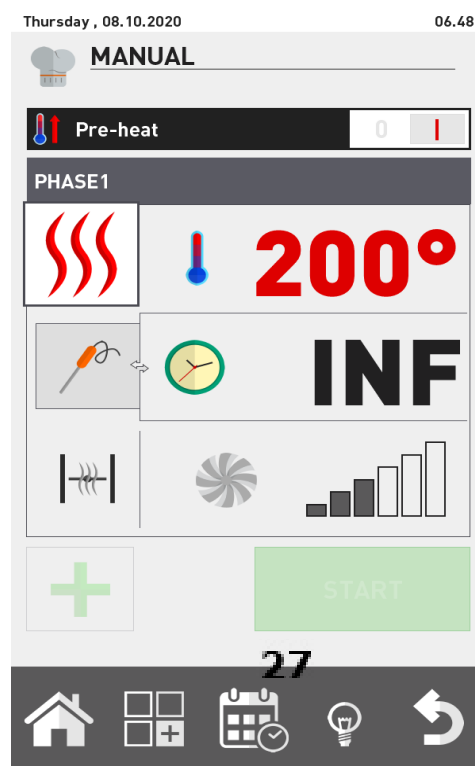 Thursday , 08.10.2020 06.48
MANUAL
Pre-heat 0 I
PHASE1
200°
INF
START
27